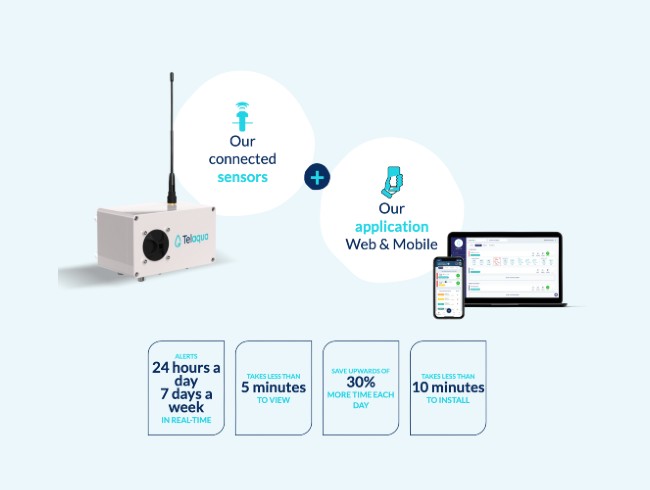 Our
connected
sensors
+
Telaqua
Our
application
Web & Mobile
ALERTS
24 hours a
day
7 days a
week
IN REAL-TIME
TAKES LESS THAN
5 minutes
TO VIEW
SAVE UPWARDS OF
30%
MORE TIME EACH
DAY
TAKES LESS THAN
10 minutes
TO INSTALL